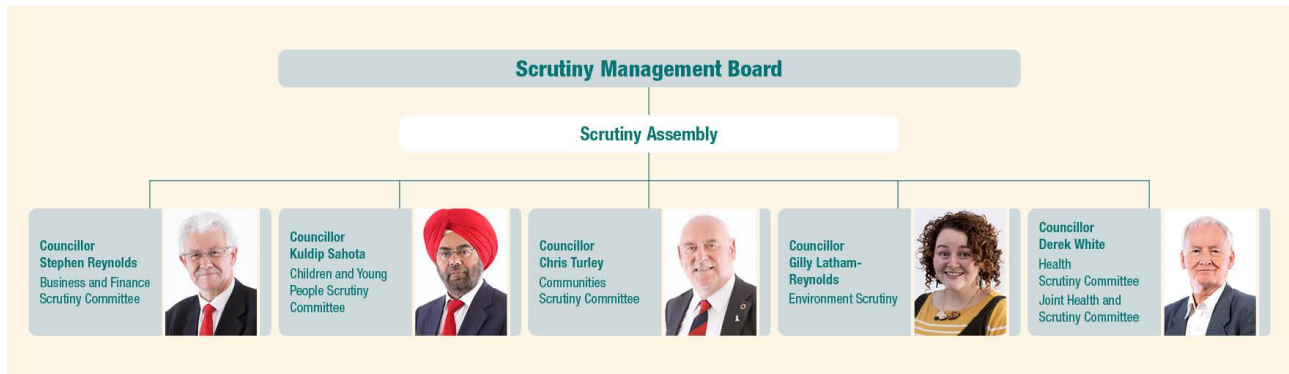 Scrutiny Management Board
Scrutiny Assembly
Councillor
Stephen Reynolds
Business and Finance
Scrutiny Committee
Councillor
Kuldip Sahota
Children and Young
People Scrutiny
Committee
Councillor
Chris Turley
Communities
Scrutiny Committee
Councillor
Gilly Latham-
Reynolds
Environment Scrutiny
Councillor
Derek White
Health
Scrutiny Committee
Joint Health and
Scrutiny Committee